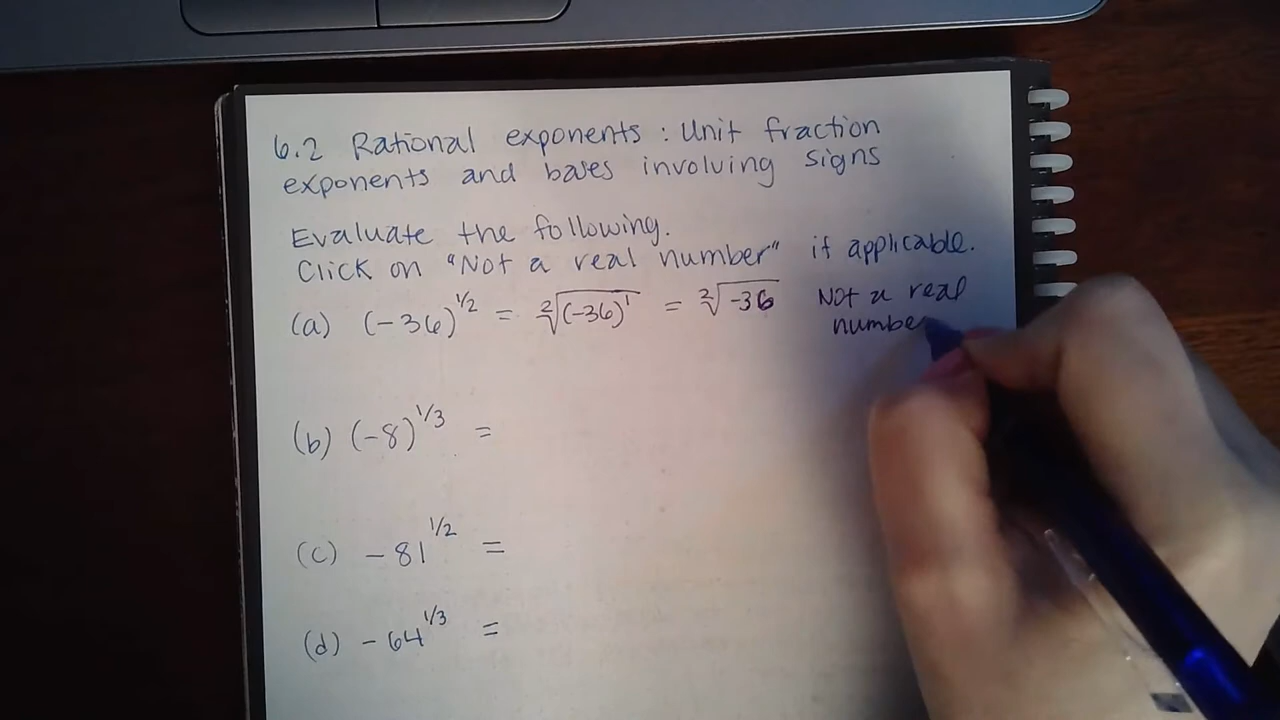 6.2 Rational exponents : Unit fraction
exponents and bases involving signs
Evaluate the following.
Click on "Not a real number" if applicable.
(a) (-36)^1/2 = ²√(-36)^1 = ²√-36 Not a real
number
(b) (-8)^1/3 =
(c) -81^1/2 =
(d) -64^1/3 =